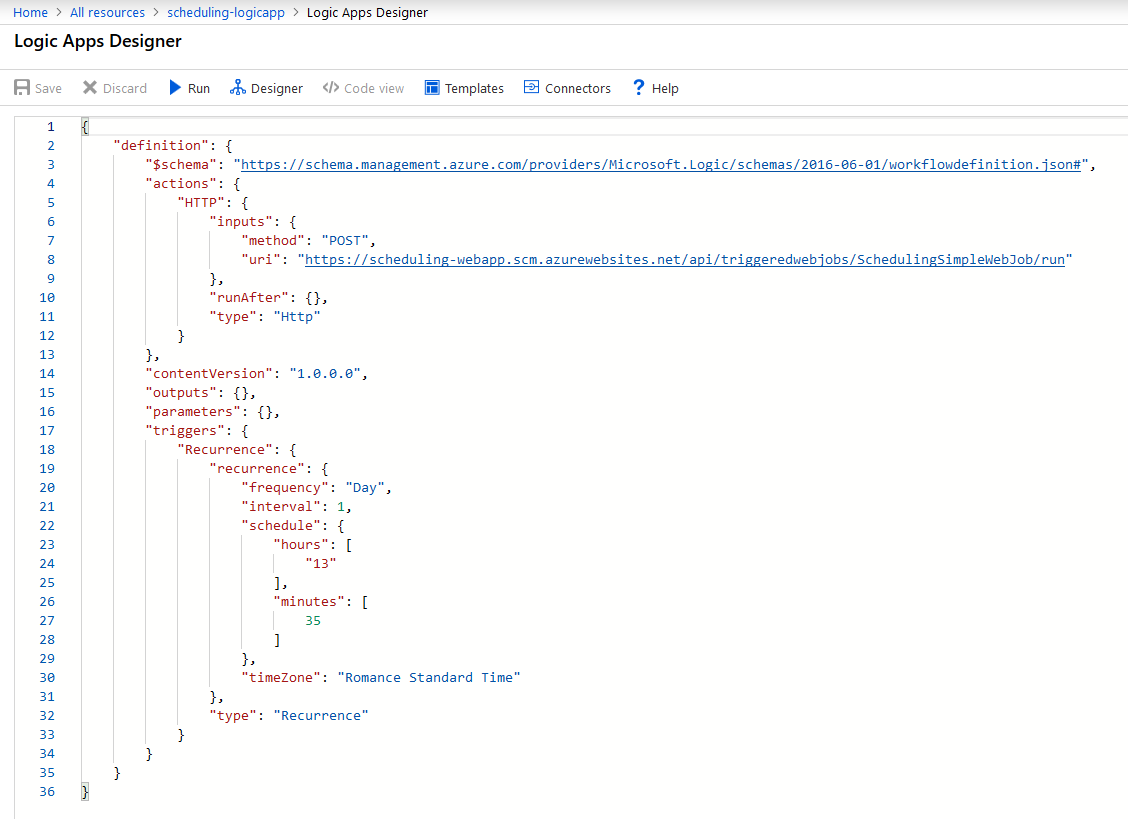 Home > All resources > scheduling-logicapp > Logic Apps Designer
Logic Apps Designer
Save Discard Run Designer </> Code view Templates Connectors ? Help
1 {
2     "definition": {
3         "$schema": "https://schema.management.azure.com/providers/Microsoft.Logic/schemas/2016-06-01/workflowdefinition.json#",
4         "actions": {
5             "HTTP": {
6                 "inputs": {
7                     "method": "POST",
8                     "uri": "https://scheduling-webapp.scm.azurewebsites.net/api/triggeredwebjobs/SchedulingSimpleWebJob/run"
9                 },
10                 "runAfter": {},
11                 "type": "Http"
12             }
13         },
14         "contentVersion": "1.0.0.0",
15         "outputs": {},
16         "parameters": {},
17         "triggers": {
18             "Recurrence": {
19                 "recurrence": {
20                     "frequency": "Day",
21                     "interval": 1,
22                     "schedule": {
23                         "hours": [
24                             "13"
25                         ],
26                         "minutes": [
27                             35
28                         ]
29                     },
30                     "timeZone": "Romance Standard Time"
31                 },
32                 "type": "Recurrence"
33             }
34         }
35     }
36 }